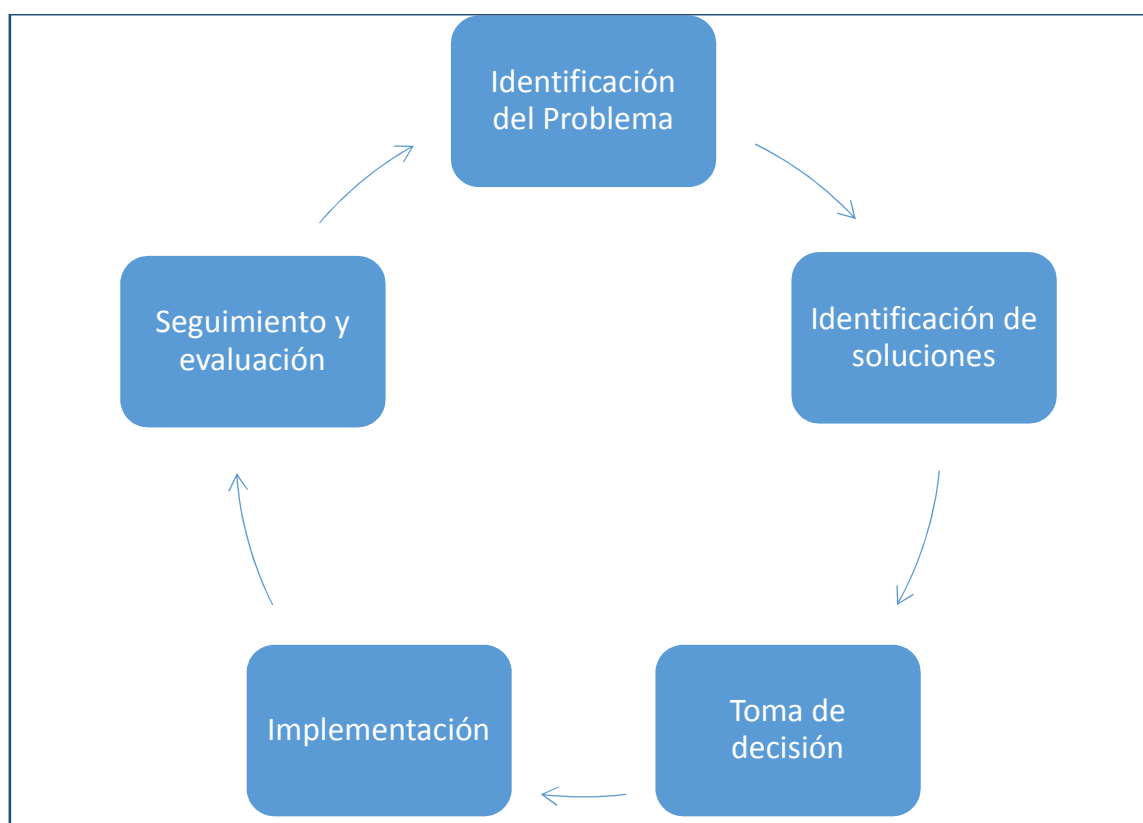 Identificación
del Problema
Identificación de
soluciones
Toma de
decisión
Implementación
Seguimiento y
evaluación